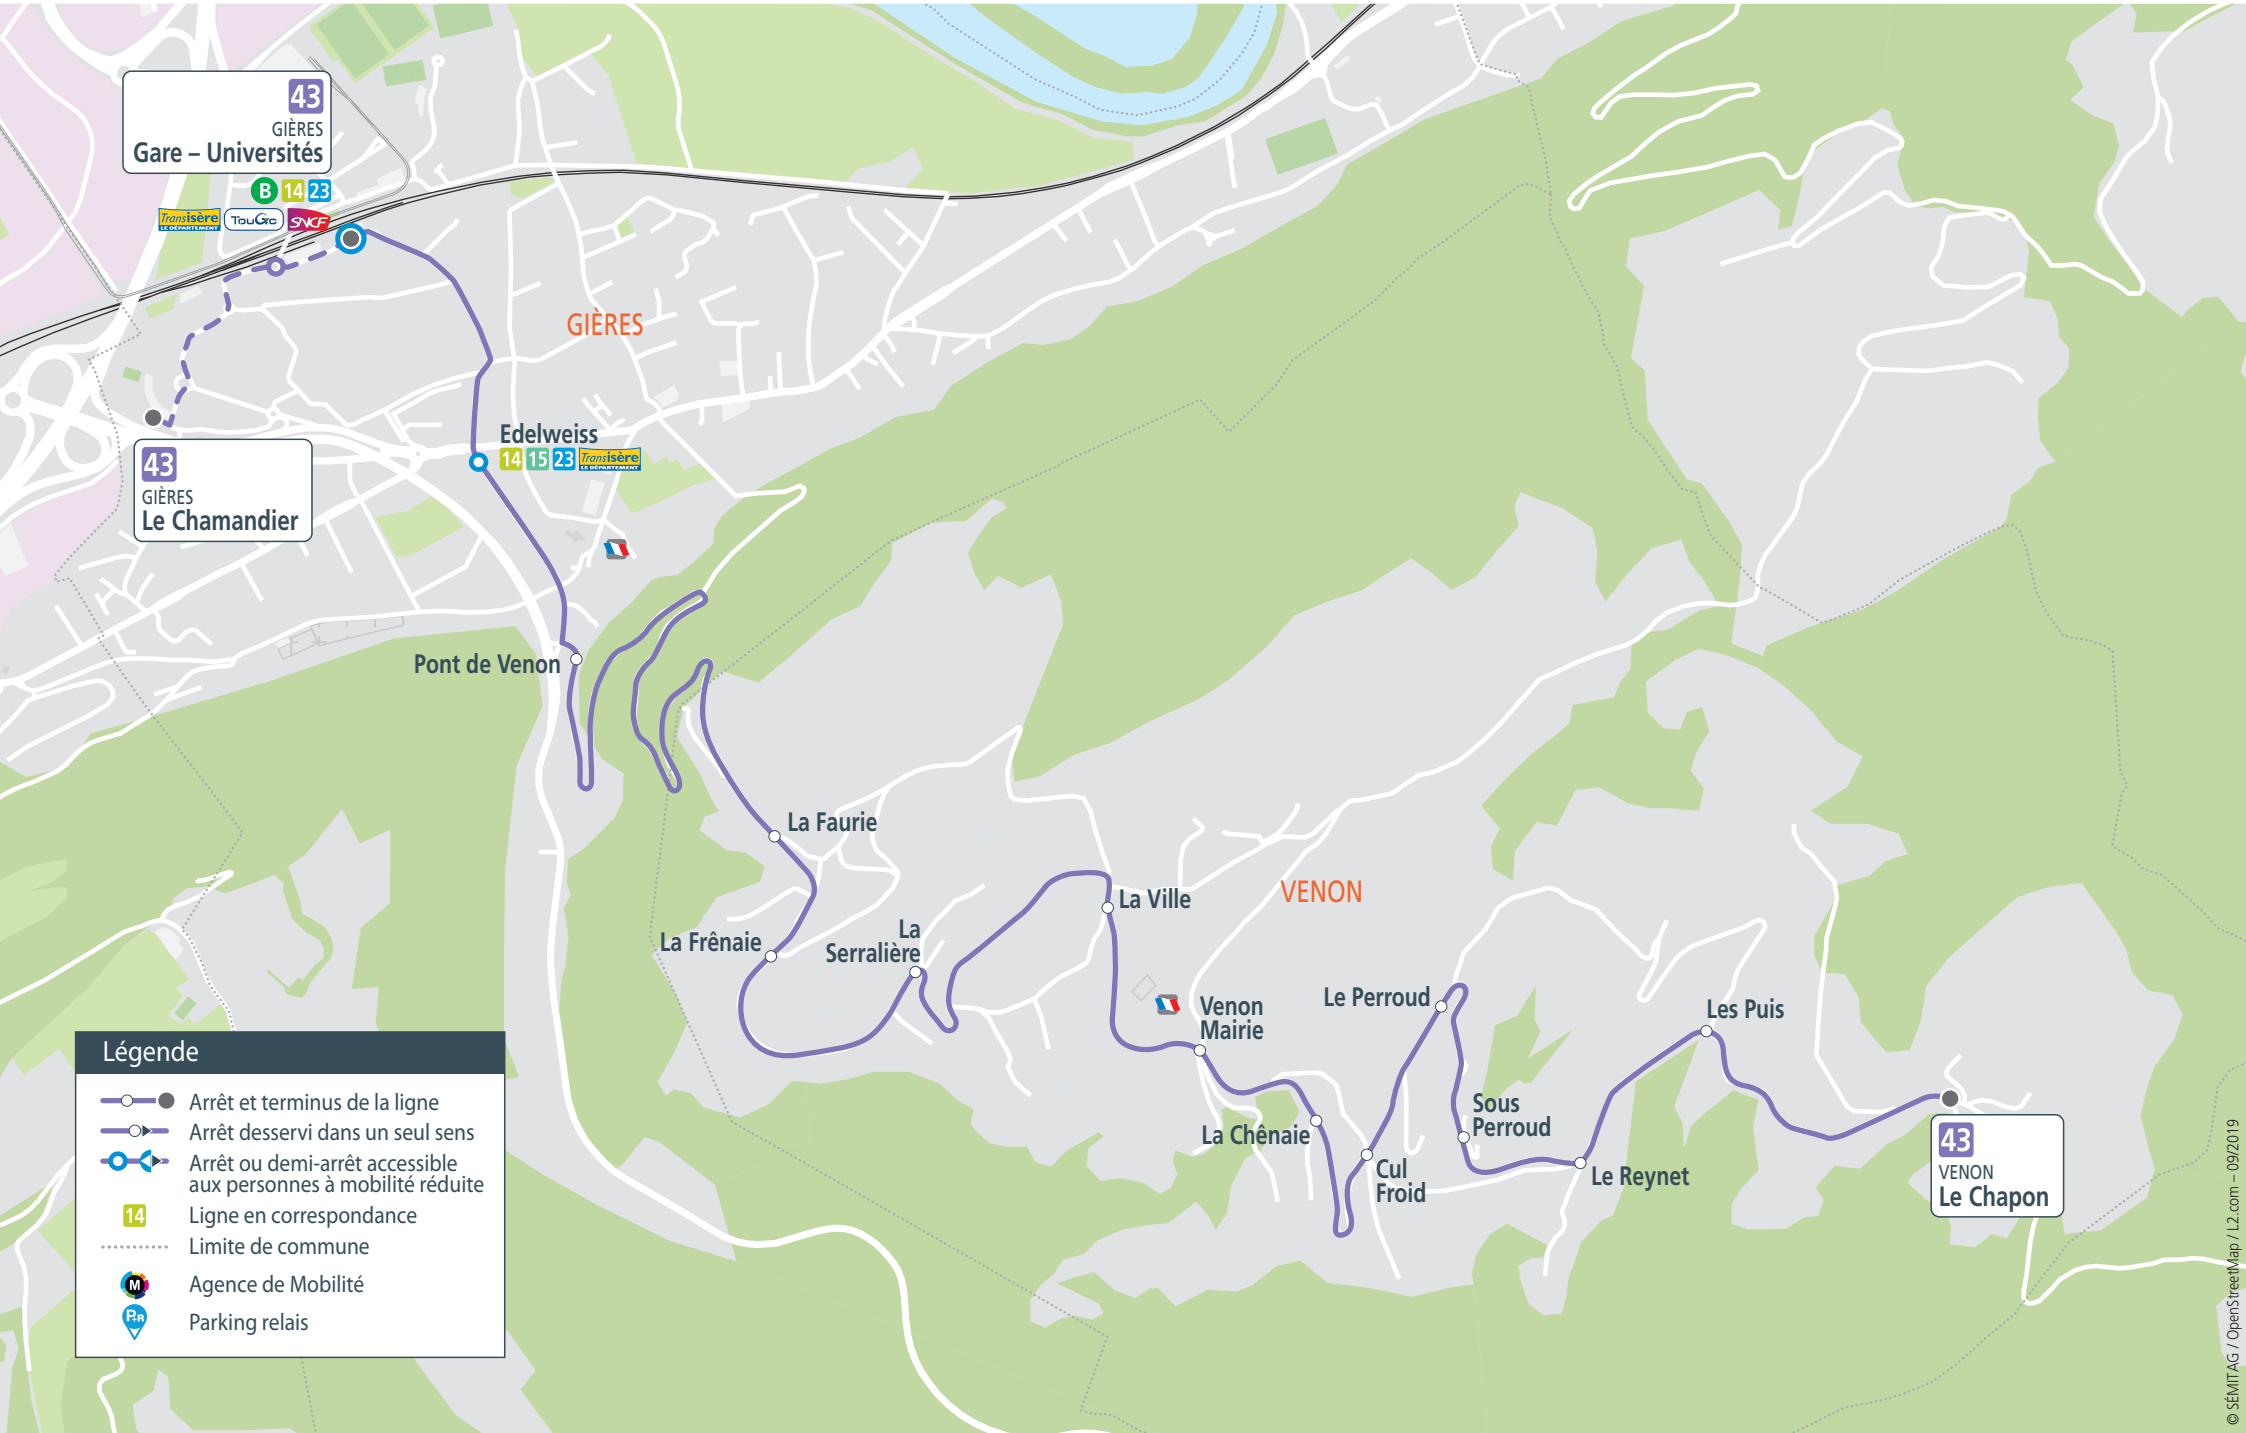 43
GIÈRES
Gare – Universités
B 14 23
Transisère
LE DÉPARTEMENT
TouGo
SNCF
GIÈRES
Edelweiss
14 15 23 Transisère
LE DÉPARTEMENT
43
GIÈRES
Le Chamandier
Pont de Venon
La Faurie
La Frênaie
La
Serralière
La Ville
VENON
Venon
Mairie
La Chênaie
Cul
Froid
Le Perroud
Sous
Perroud
Le Reynet
Les Puis
43
VENON
Le Chapon
Légende
Arrêt et terminus de la ligne
Arrêt desservi dans un seul sens
Arrêt ou demi-arrêt accessible
aux personnes à mobilité réduite
14 Ligne en correspondance
Limite de commune
M Agence de Mobilité
P+R Parking relais
© SÉMITAG / OpenStreetMap / L2.com – 09/2019